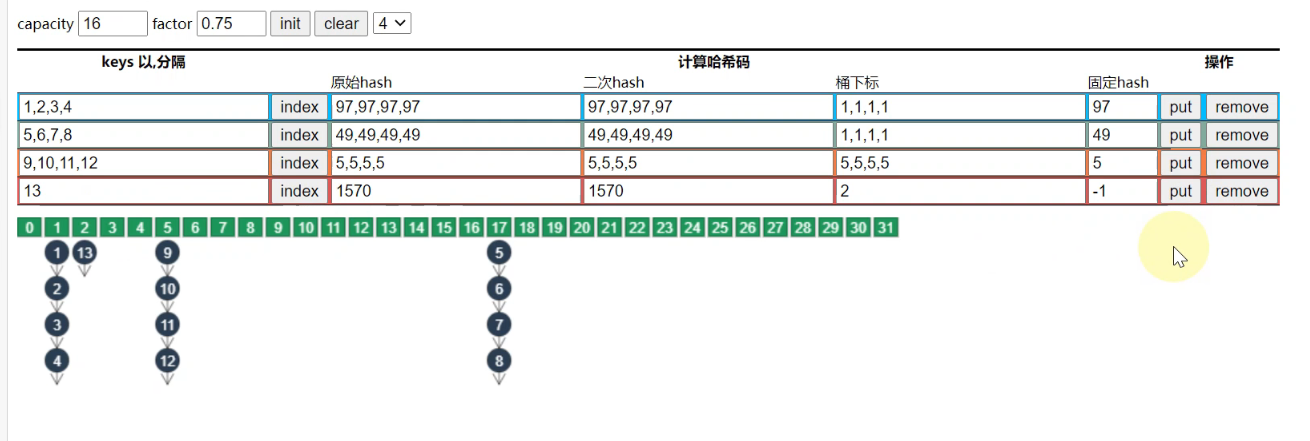 capacity 16 factor 0.75 init clear 4
keys 以,分隔 计算哈希码 操作
原始hash 二次hash 桶下标 固定hash
1,2,3,4 index 97,97,97,97 97,97,97,97 1,1,1,1 97 put remove
5,6,7,8 index 49,49,49,49 49,49,49,49 1,1,1,1 49 put remove
9,10,11,12 index 5,5,5,5 5,5,5,5 5,5,5,5 5 put remove
13 index 1570 1570 2 -1 put remove
0 1 2 3 4 5 6 7 8 9 10 11 12 13 14 15 16 17 18 19 20 21 22 23 24 25 26 27 28 29 30 31
1 13 9 5
2 10 6
3 11 7
4 12 8